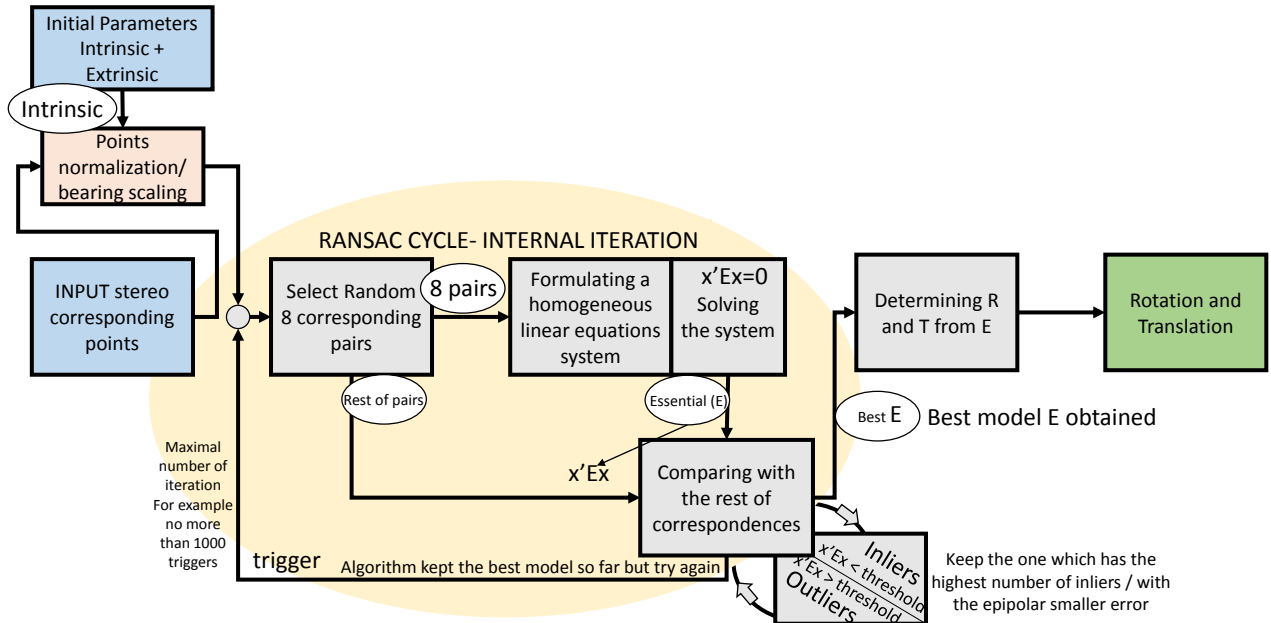 Initial Parameters
Intrinsic +
Extrinsic
Intrinsic
Points
normalization/
bearing scaling
RANSAC CYCLE- INTERNAL ITERATION
INPUT stereo
corresponding
points
Select Random
8 corresponding
pairs
8 pairs
Formulating a
homogeneous
linear equations
system
x’Ex=0
Solving
the system
Determining R
and T from E
Rotation and
Translation
Rest of pairs
Essential (E)
Best E
Best model E obtained
Maximal
number of
iteration
For example
no more
than 1000
triggers
x’Ex
Comparing with
the rest of
correspondences
trigger
Algorithm kept the best model so far but try again
Inliers
x’Ex < threshold
x’Ex > threshold
Outliers
Keep the one which has the
highest number of inliers / with
the epipolar smaller error